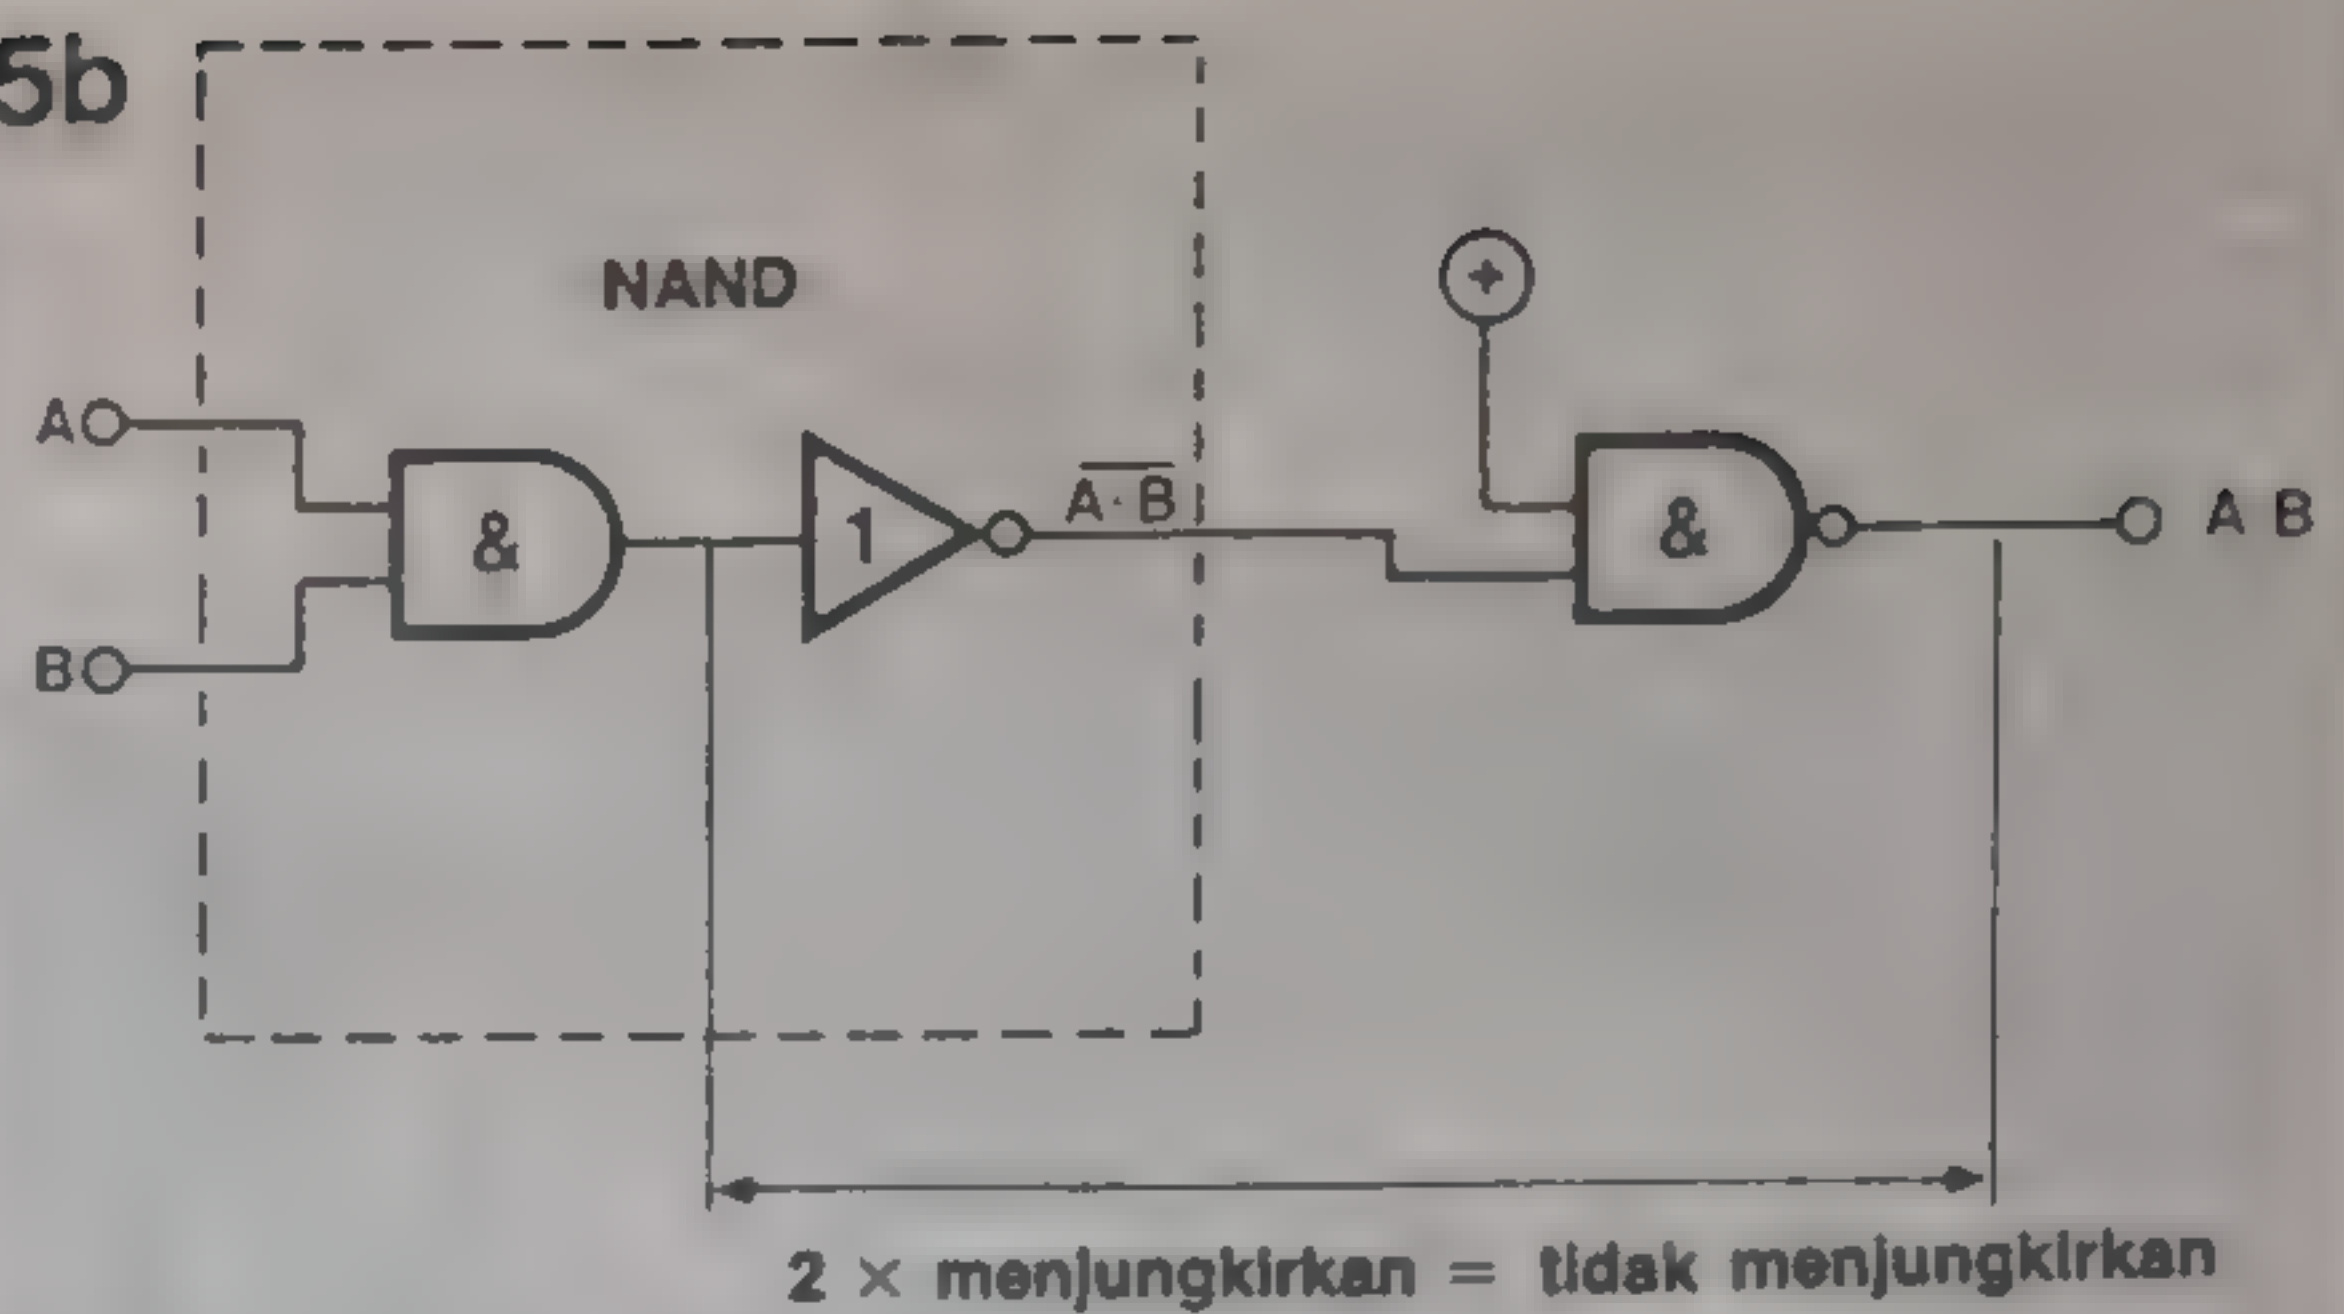 5b
NAND
+
A
& 1 A·B &
A B
B
2 × menjungkirkan = tidak menjungkirkan